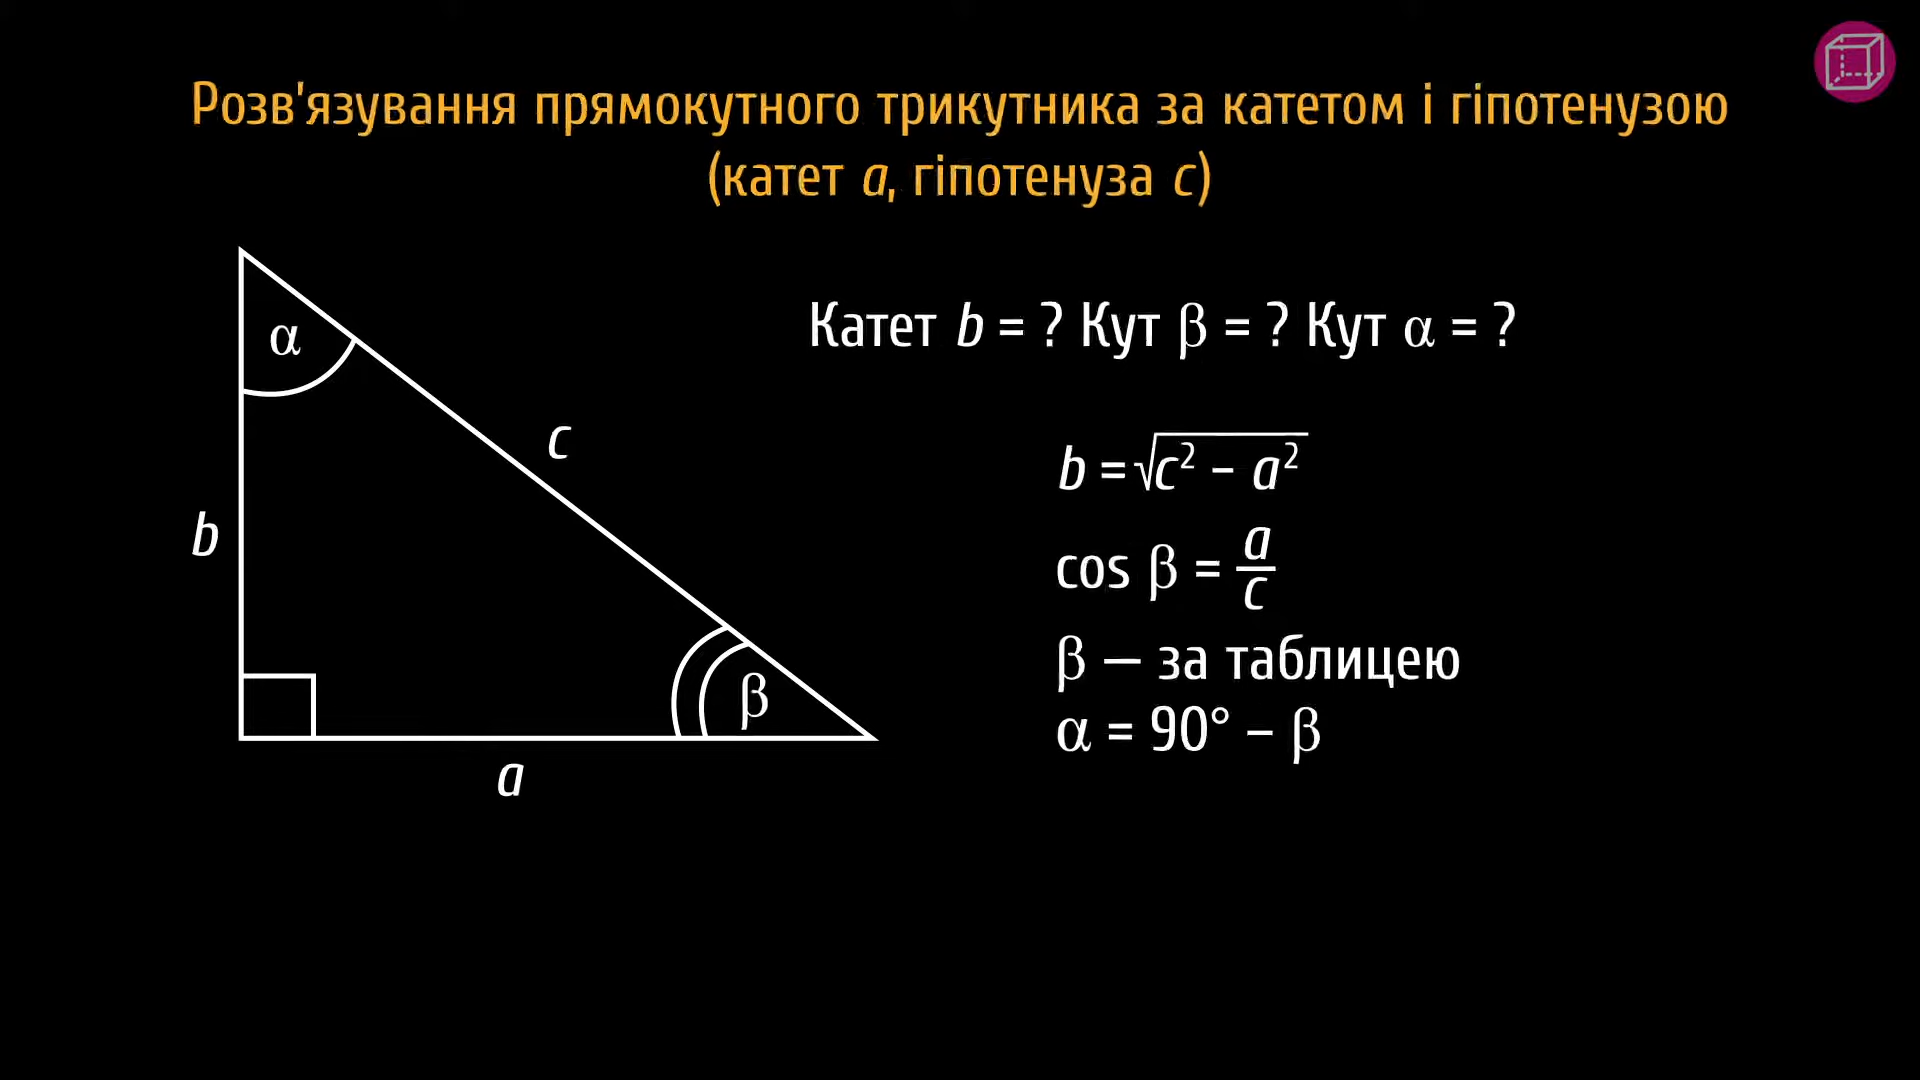 Розв'язування прямокутного трикутника за катетом і гіпотенузою
(катет a, гіпотенуза c)
α
c
b
β
a
Катет b = ? Кут β = ? Кут α = ?
b = √c² – a²
cos β = a/c
β — за таблицею
α = 90° – β